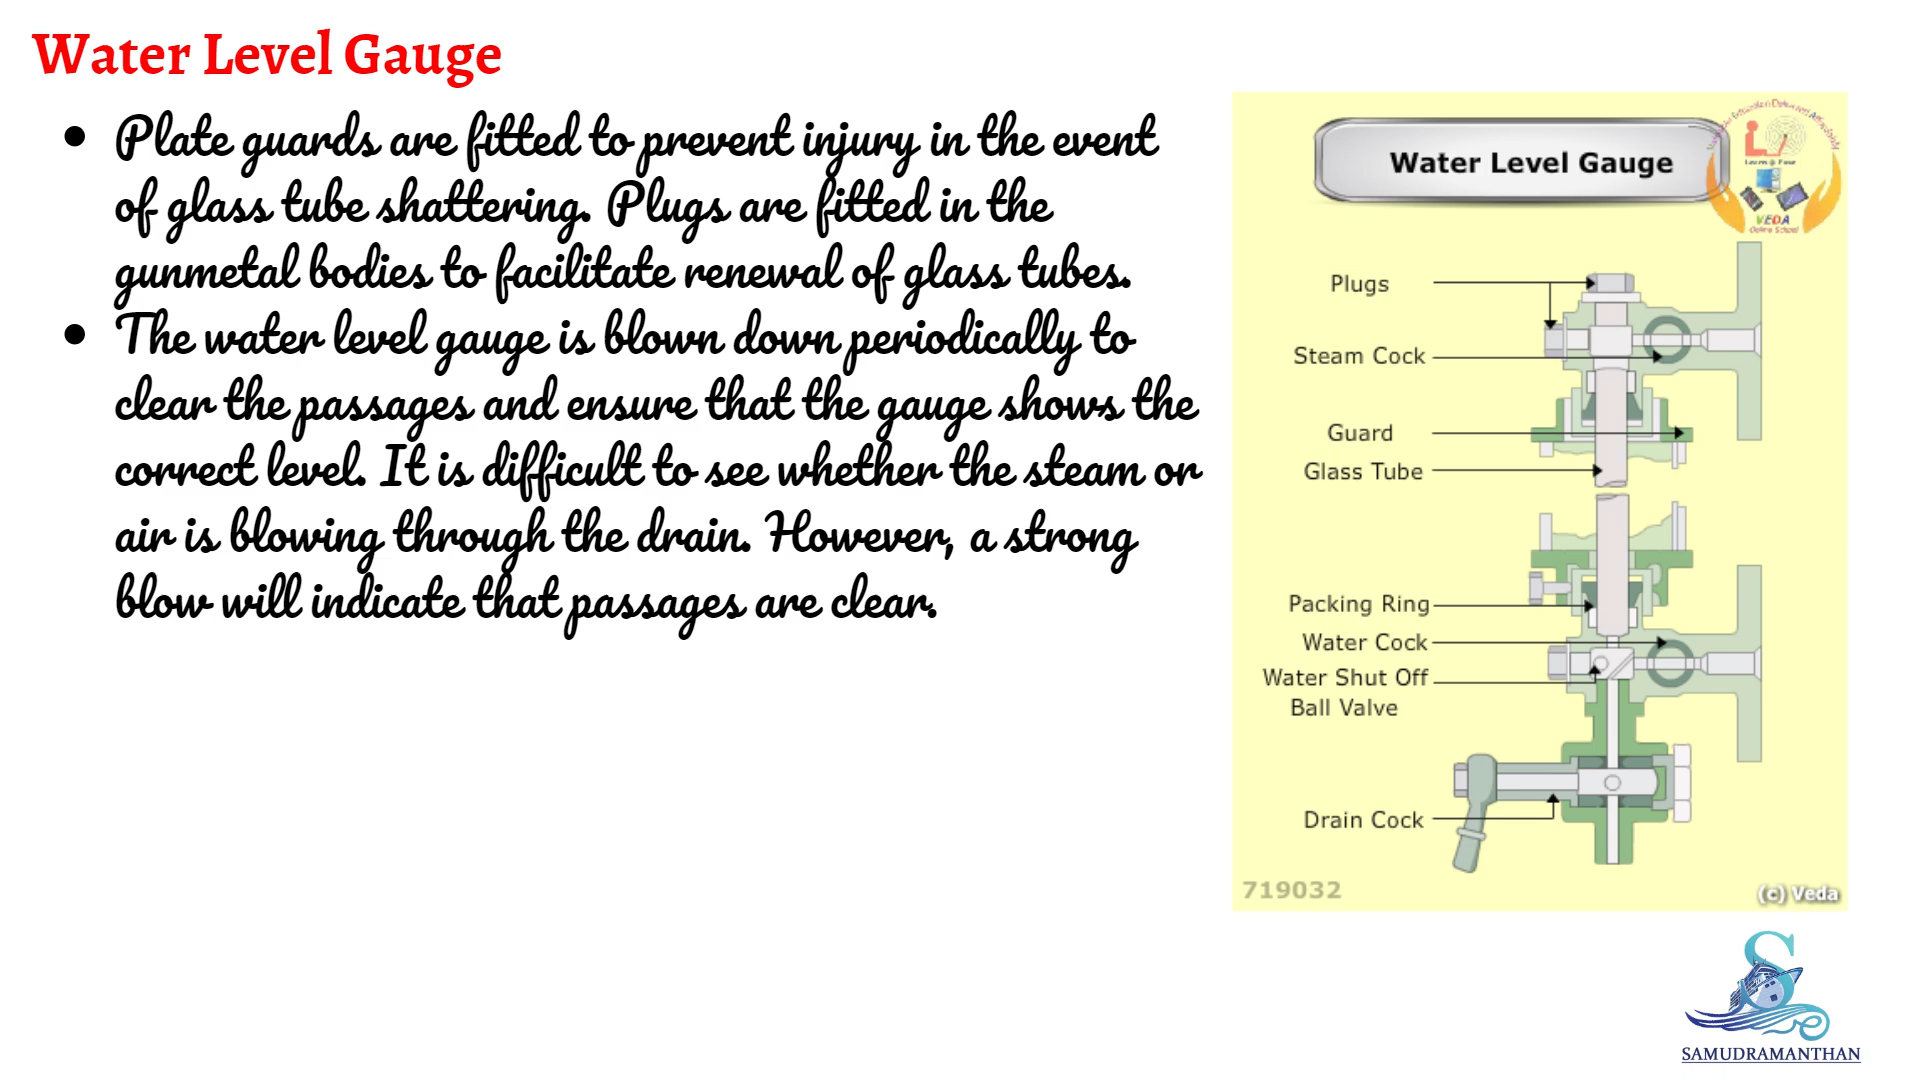 Water Level Gauge
• Plate guards are fitted to prevent injury in the event
of glass tube shattering. Plugs are fitted in the
gunmetal bodies to facilitate renewal of glass tubes.
• The water level gauge is blown down periodically to
clear the passages and ensure that the gauge shows the
correct level. It is difficult to see whether the steam or
air is blowing through the drain. However, a strong
blow will indicate that passages are clear.
Water Level Gauge
Learn @ Ease
VEDA
Online School
Plugs
Steam Cock
Guard
Glass Tube
Packing Ring
Water Cock
Water Shut Off
Ball Valve
Drain Cock
719032
(c) Veda
SAMUDRAMANTHAN